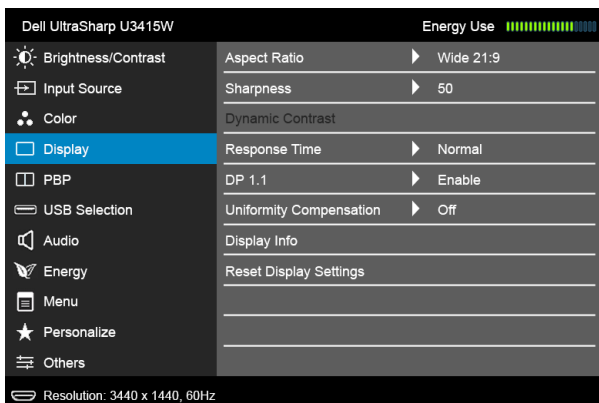 Dell UltraSharp U3415W Energy Use
Brightness/Contrast Aspect Ratio Wide 21:9
Input Source Sharpness 50
Color Dynamic Contrast
Display Response Time Normal
PBP DP 1.1 Enable
USB Selection Uniformity Compensation Off
Audio Display Info
Energy Reset Display Settings
Menu
Personalize
Others
Resolution: 3440 x 1440, 60Hz